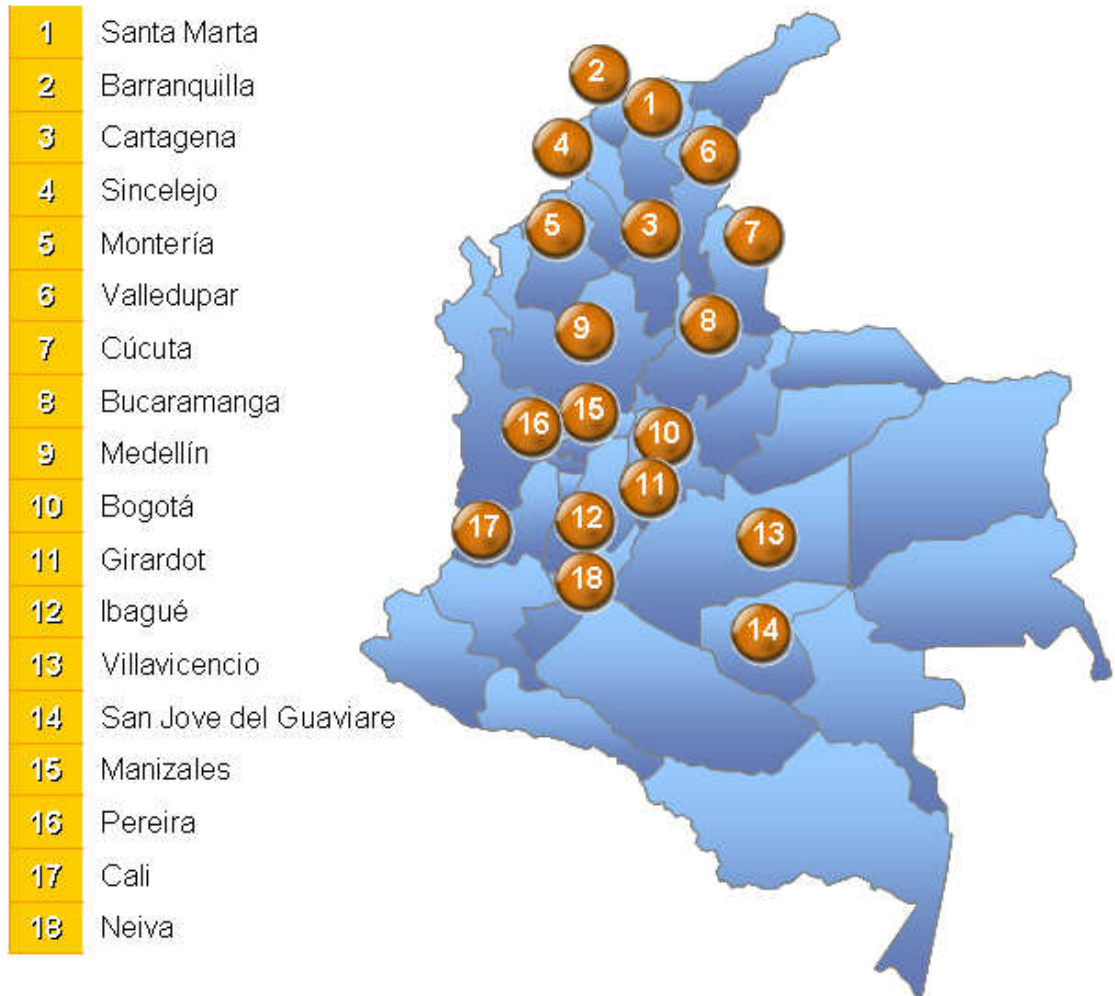 1 Santa Marta
2 Barranquilla
3 Cartagena
4 Sincelejo
5 Montería
6 Valledupar
7 Cúcuta
8 Bucaramanga
9 Medellín
10 Bogotá
11 Girardot
12 Ibagué
13 Villavicencio
14 San Jove del Guaviare
15 Manizales
16 Pereira
17 Cali
18 Neiva
2
1
4
6
5
3
7
9
8
15
16
10
11
12
17
13
18
14